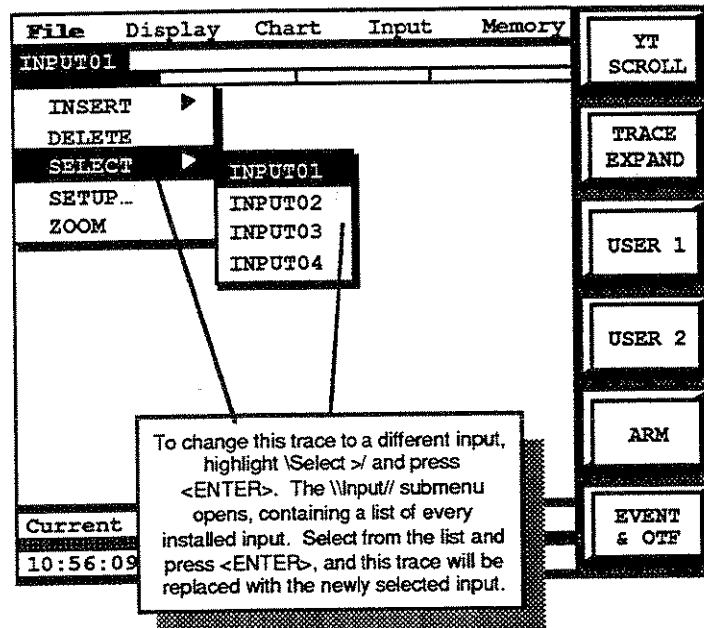 File Display Chart Input Memory
INPUT01
INSERT
DELETE
SELECT
SETUP…
ZOOM
INPUT01
INPUT02
INPUT03
INPUT04
YT
SCROLL
TRACE
EXPAND
USER 1
USER 2
ARM
EVENT
& OTF
Current
10:56:09
To change this trace to a different input,
highlight \Select >/ and press
<ENTER>. The \\Input// submenu
opens, containing a list of every
installed input. Select from the list and
press <ENTER>, and this trace will be
replaced with the newly selected input.